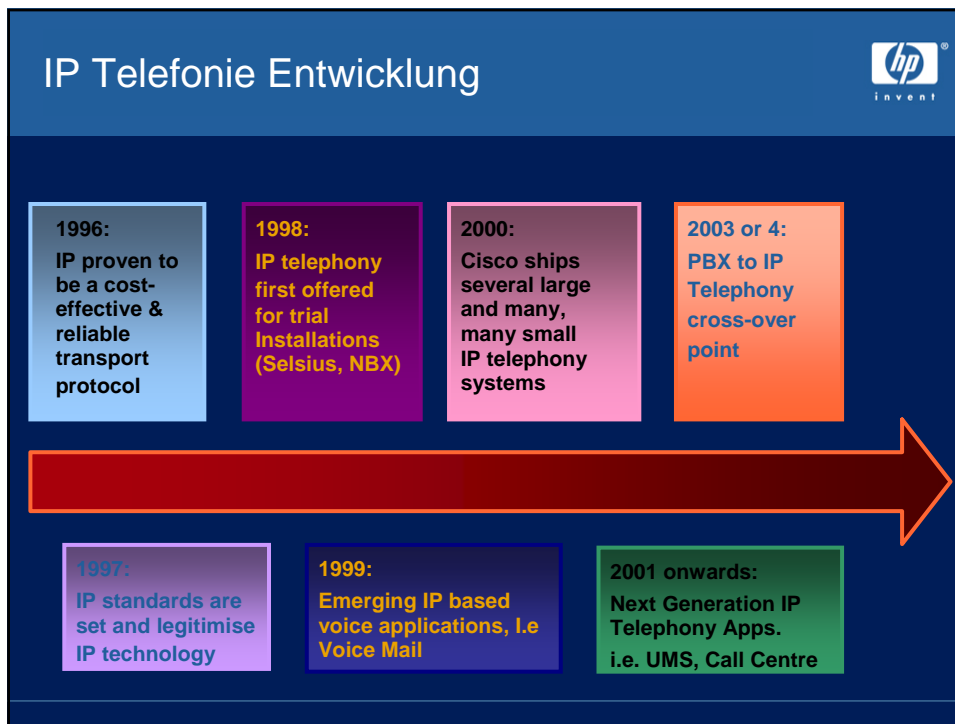 IP Telefonie Entwicklung
hp
®
invent
1996:
IP proven to
be a cost-
effective &
reliable
transport
protocol
1998:
IP telephony
first offered
for trial
Installations
(Selsius, NBX)
2000:
Cisco ships
several large
and many,
many small
IP telephony
systems
2003 or 4:
PBX to IP
Telephony
cross-over
point
1997:
IP standards are
set and legitimise
IP technology
1999:
Emerging IP based
voice applications, I.e
Voice Mail
2001 onwards:
Next Generation IP
Telephony Apps.
i.e. UMS, Call Centre